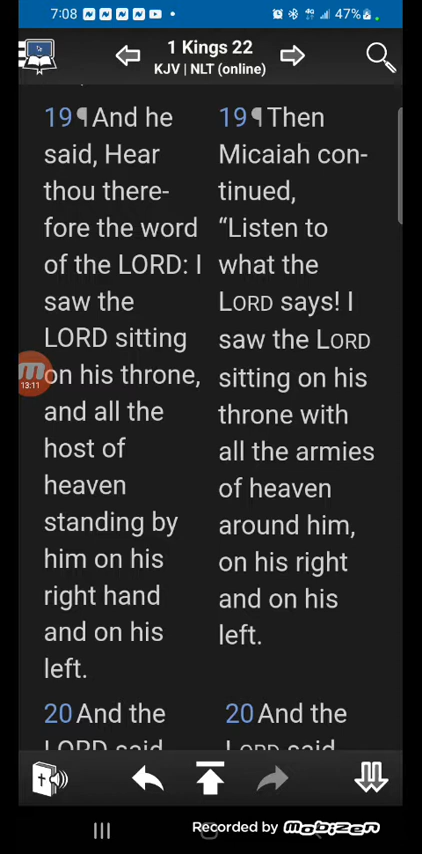 7:08
47%
1 Kings 22
KJV | NLT (online)
19¶And he
said, Hear
thou there-
fore the word
of the LORD: I
saw the
LORD sitting
on his throne,
and all the
host of
heaven
standing by
him on his
right hand
and on his
left.
20 And the
LORD said
19¶Then
Micaiah con-
tinued,
“Listen to
what the
LORD says! I
saw the LORD
sitting on his
throne with
all the armies
of heaven
around him,
on his right
and on his
left.
20 And the
LORD said
13:11
Recorded by Mobizen